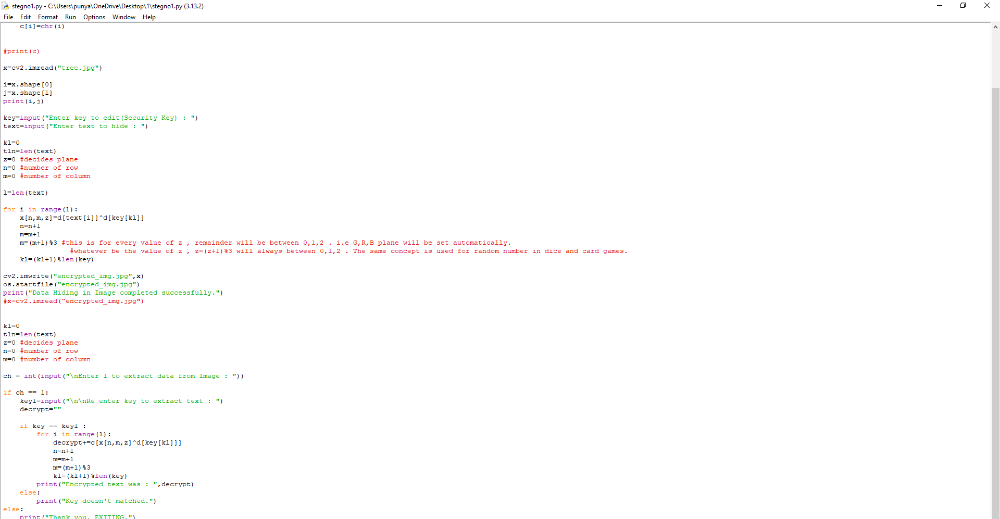 stegno1.py - C:\Users\punya\OneDrive\Desktop\1\stegno1.py (3.13.2)
File Edit Format Run Options Window Help
    c[i]=chr(i)
#print(c)
x=cv2.imread("tree.jpg")
i=x.shape[0]
j=x.shape[1]
print(i,j)
key=input("Enter key to edit(Security Key) : ")
text=input("Enter text to hide : ")
kl=0
tln=len(text)
z=0 #decides plane
n=0 #number of row
m=0 #number of column
l=len(text)
for i in range(l):
    x[n,m,z]=d[text[i]]^d[key[kl]]
    n=n+1
    m=m+1
    m=(m+1)%3 #this is for every value of z , remainder will be between 0,1,2 . i.e G,R,B plane will be set automatically.
                #whatever be the value of z , z=(z+1)%3 will always between 0,1,2 . The same concept is used for random number in dice and card games.
    kl=(kl+1)%len(key)
cv2.imwrite("encrypted_img.jpg",x)
os.startfile("encrypted_img.jpg")
print("Data Hiding in Image completed successfully.")
#x=cv2.imread(“encrypted_img.jpg")
kl=0
tln=len(text)
z=0 #decides plane
n=0 #number of row
m=0 #number of column
ch = int(input("\nEnter 1 to extract data from Image : "))
if ch == 1:
    key1=input("\n\nRe enter key to extract text : ")
    decrypt=""
    if key == key1 :
        for i in range(l):
            decrypt+=c[x[n,m,z]^d[key[kl]]]
            n=n+1
            m=m+1
            m=(m+1)%3
            kl=(kl+1)%len(key)
        print("Encrypted text was : ",decrypt)
    else:
        print("Key doesn't matched.")
else:
    print("Thank you. EXITING.")